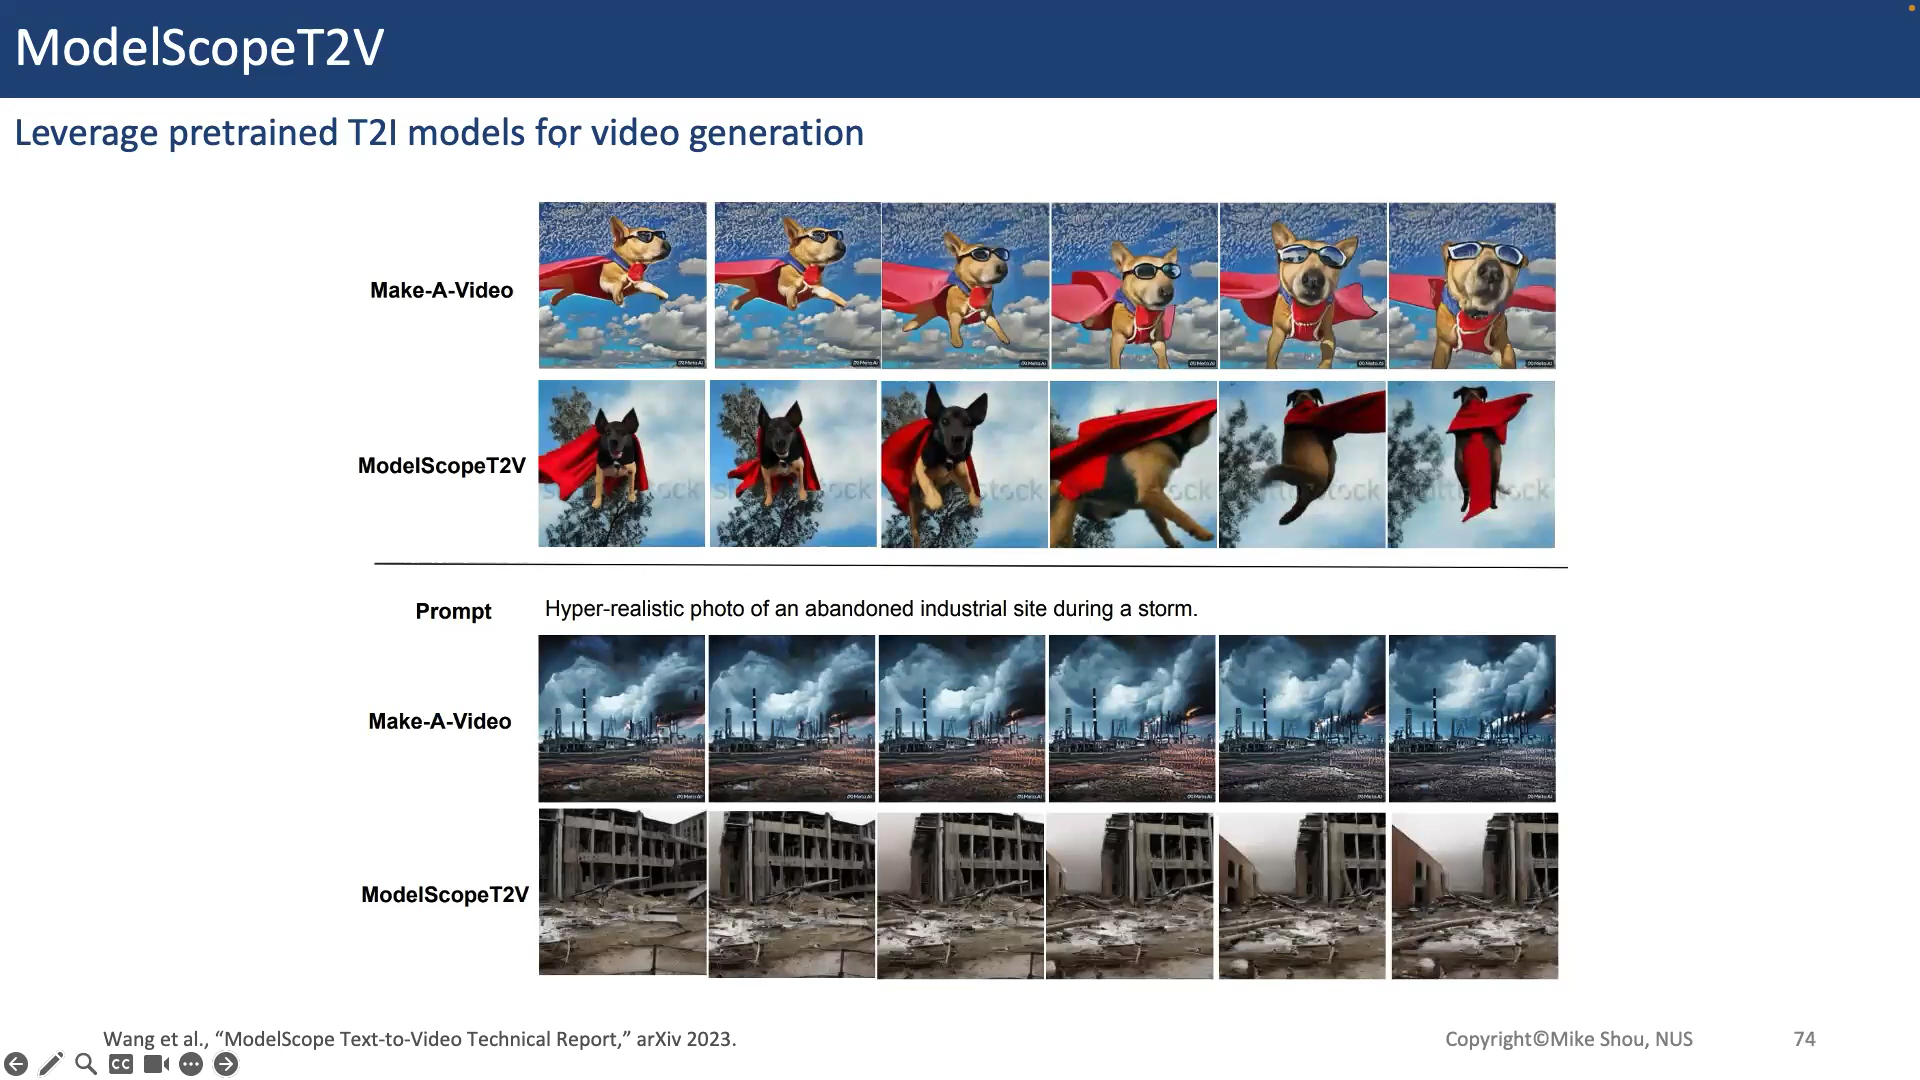 ModelScopeT2V
Leverage pretrained T2I models for video generation
Make-A-Video
ModelScopeT2V
Prompt
Hyper-realistic photo of an abandoned industrial site during a storm.
Make-A-Video
ModelScopeT2V
Wang et al., “ModelScope Text-to-Video Technical Report,” arXiv 2023.
Copyright©Mike Shou, NUS
74
CC